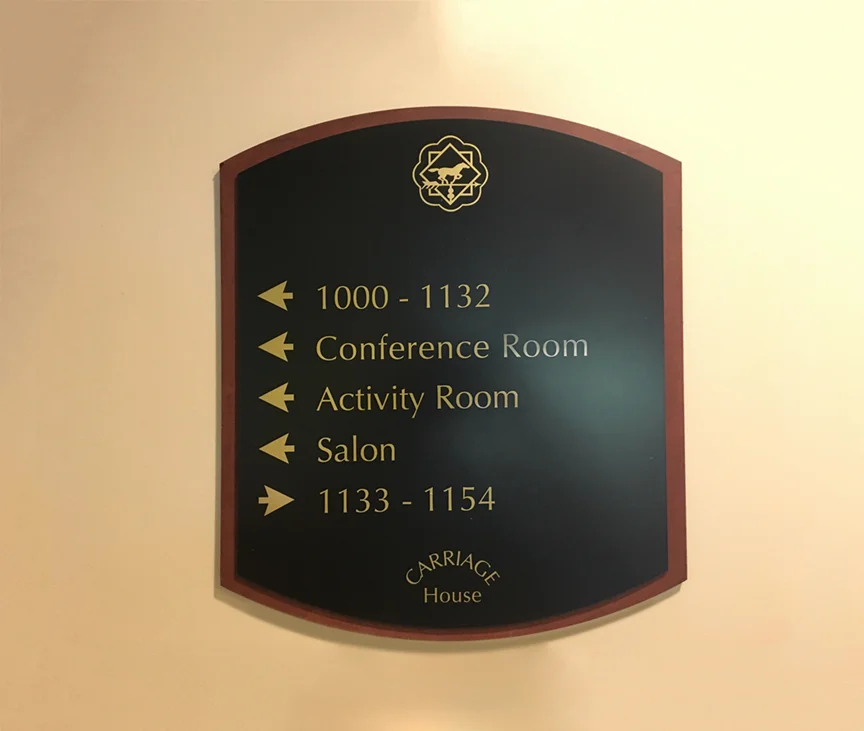 1000 - 1132
Conference Room
Activity Room
Salon
1133 - 1154
CARRIAGE
House